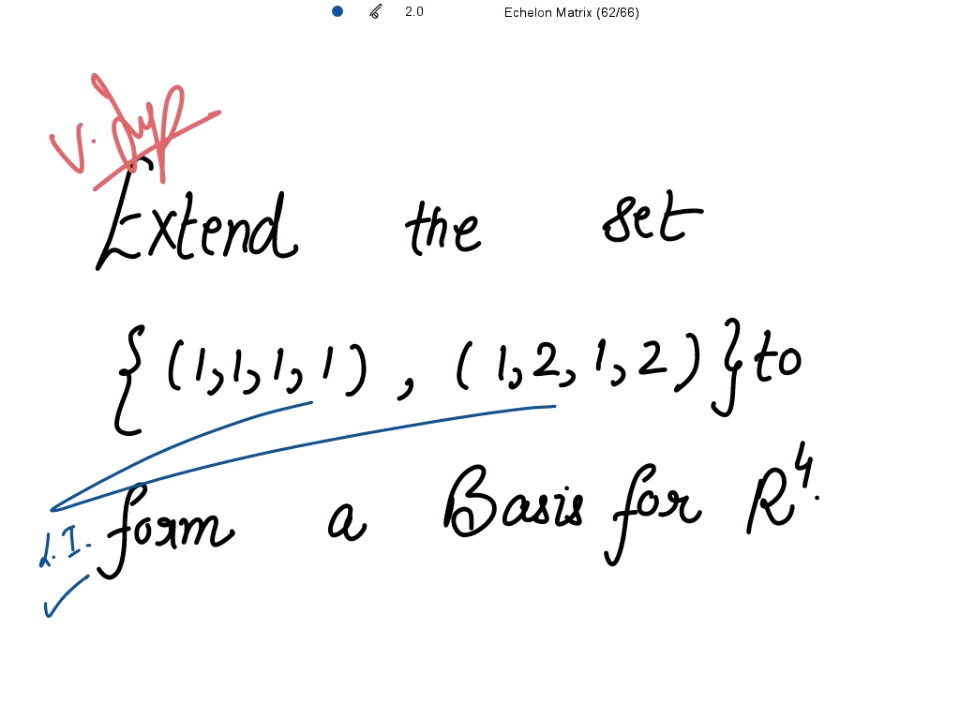 2.0 Echelon Matrix (62/66)
V. Imp
Extend the set
{(1,1,1,1), (1,2,1,2)} to
L.I.
form a Basis for R⁴.